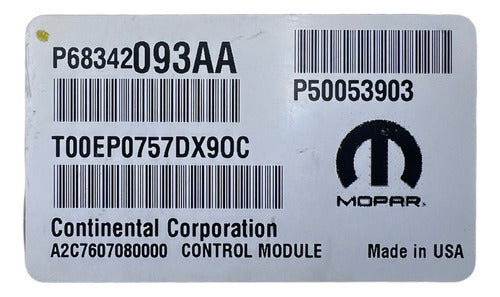 P68342093AA
P50053903
T00EP0757DX90C
MOPAR
Continental Corporation
A2C7607080000 CONTROL MODULE Made in USA